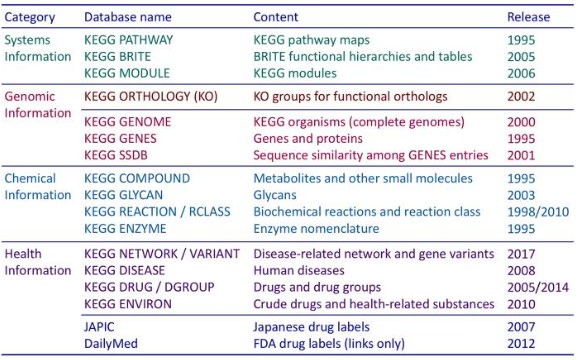 Category Database name Content Release
Systems KEGG PATHWAY KEGG pathway maps 1995
Information KEGG BRITE BRITE functional hierarchies and tables 2005
KEGG MODULE KEGG modules 2006
Genomic KEGG ORTHOLOGY (KO) KO groups for functional orthologs 2002
Information
KEGG GENOME KEGG organisms (complete genomes) 2000
KEGG GENES Genes and proteins 1995
KEGG SSDB Sequence similarity among GENES entries 2001
Chemical KEGG COMPOUND Metabolites and other small molecules 1995
Information KEGG GLYCAN Glycans 2003
KEGG REACTION / RCLASS Biochemical reactions and reaction class 1998/2010
KEGG ENZYME Enzyme nomenclature 1995
Health KEGG NETWORK / VARIANT Disease-related network and gene variants 2017
Information KEGG DISEASE Human diseases 2008
KEGG DRUG / DGROUP Drugs and drug groups 2005/2014
KEGG ENVIRON Crude drugs and health-related substances 2010
JAPIC Japanese drug labels 2007
DailyMed FDA drug labels (links only) 2012